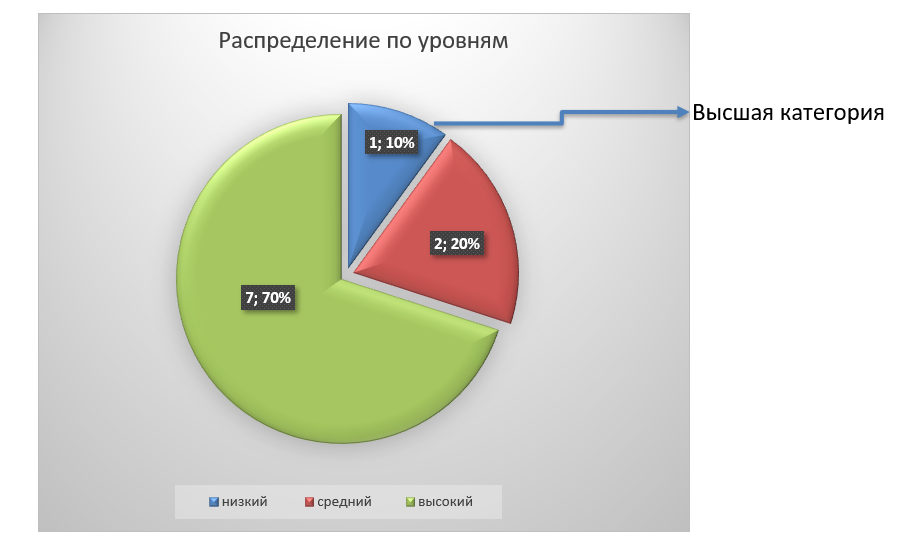 Распределение по уровням
Высшая категория
1; 10%
2; 20%
7; 70%
низкий средний высокий